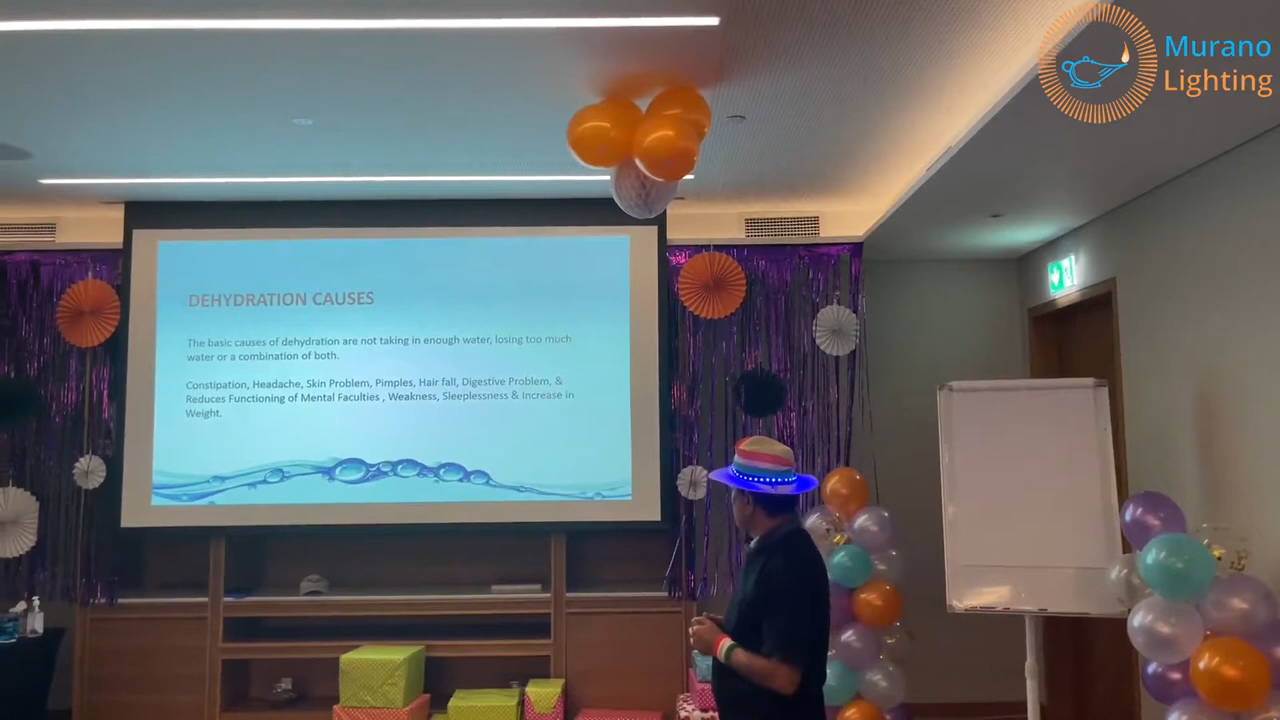 Murano
Lighting
DEHYDRATION CAUSES
The basic causes of dehydration are not taking in enough water, losing too much
water or a combination of both.
Constipation, Headache, Skin Problem, Pimples, Hair fall, Digestive Problem, &
Reduces Functioning of Mental Faculties , Weakness, Sleeplessness & Increase in
Weight.